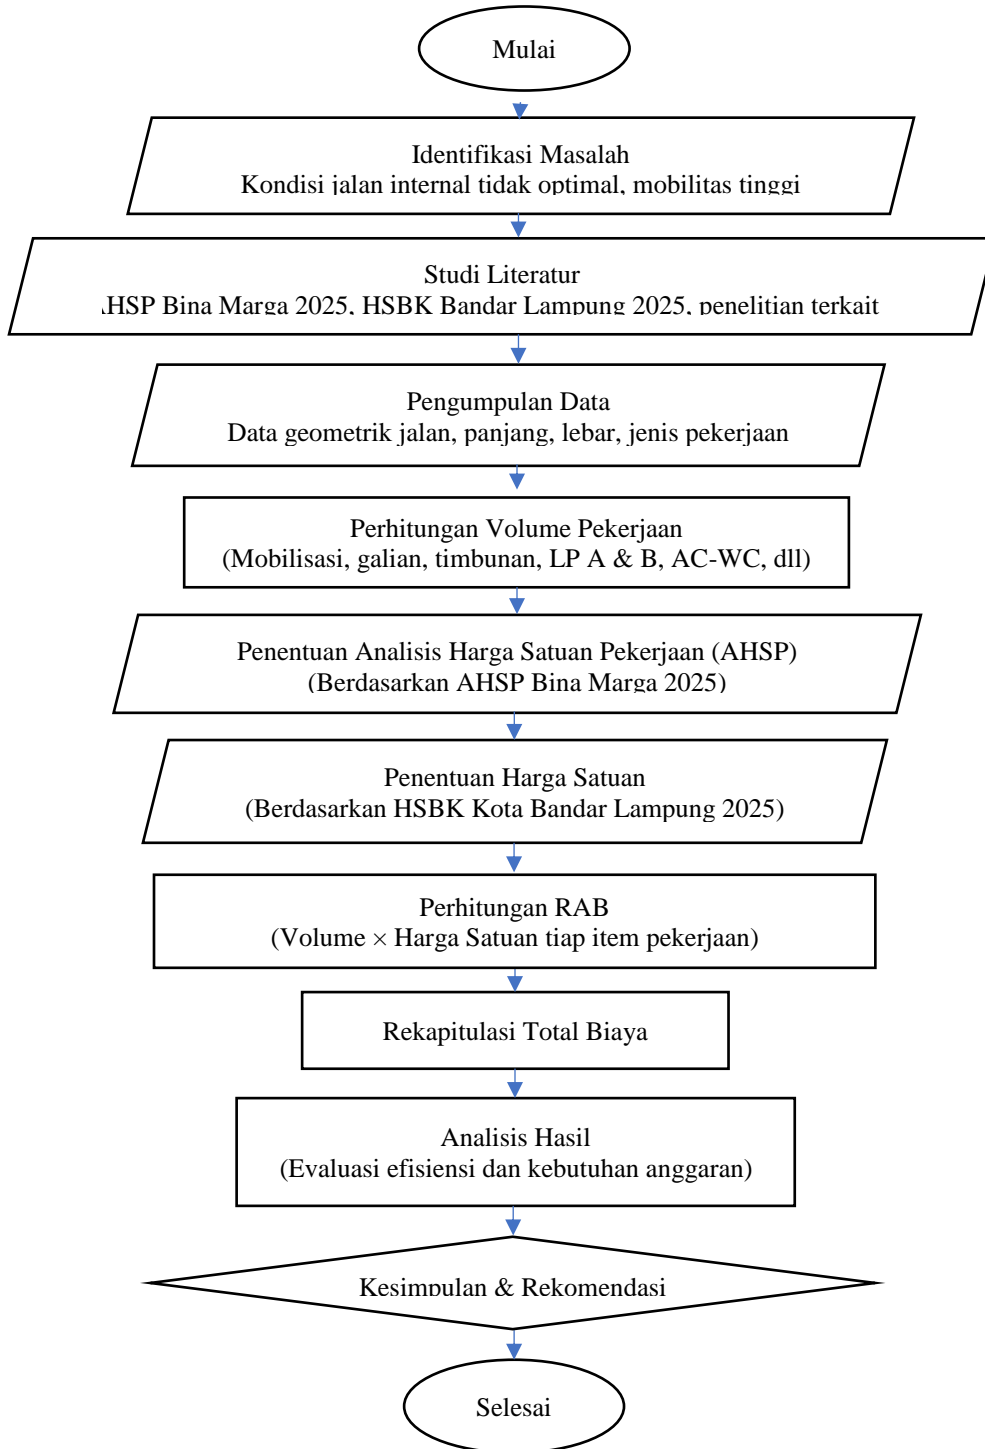 Mulai
Identifikasi Masalah
Kondisi jalan internal tidak optimal, mobilitas tinggi
Studi Literatur
AHSP Bina Marga 2025, HSBK Bandar Lampung 2025, penelitian terkait
Pengumpulan Data
Data geometrik jalan, panjang, lebar, jenis pekerjaan
Perhitungan Volume Pekerjaan
(Mobilisasi, galian, timbunan, LP A & B, AC-WC, dll)
Penentuan Analisis Harga Satuan Pekerjaan (AHSP)
(Berdasarkan AHSP Bina Marga 2025)
Penentuan Harga Satuan
(Berdasarkan HSBK Kota Bandar Lampung 2025)
Perhitungan RAB
(Volume × Harga Satuan tiap item pekerjaan)
Rekapitulasi Total Biaya
Analisis Hasil
(Evaluasi efisiensi dan kebutuhan anggaran)
Kesimpulan & Rekomendasi
Selesai